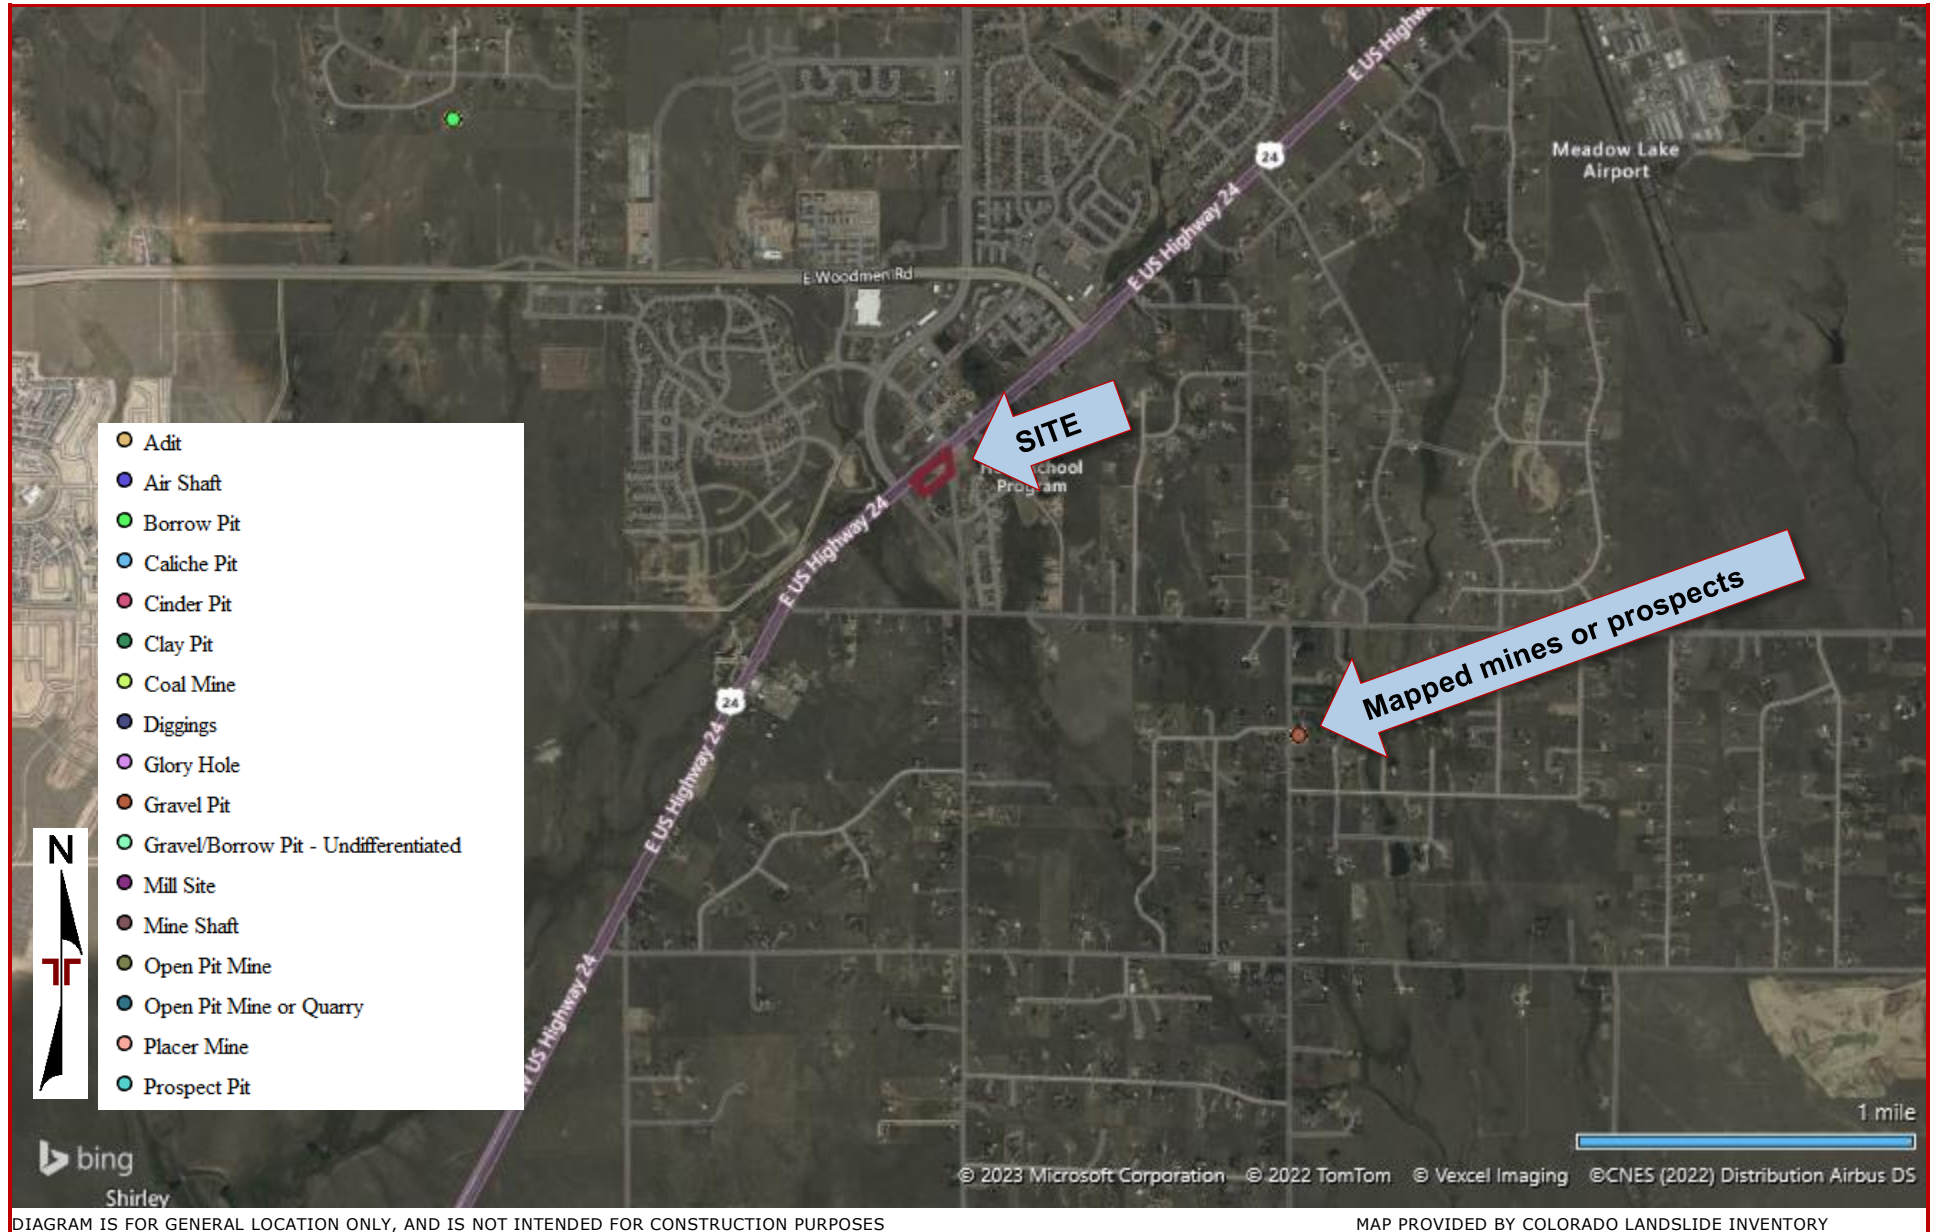 E US Highw
24
Meadow Lake
Airport
E US Highway 24
E Woodmen Rd
SITE
chool
Program
E US Highway 24
Mapped mines or prospects
24
E US Highway 24
US Highway 24
Adit
Air Shaft
Borrow Pit
Caliche Pit
Cinder Pit
Clay Pit
Coal Mine
Diggings
Glory Hole
Gravel Pit
Gravel/Borrow Pit - Undifferentiated
Mill Site
Mine Shaft
Open Pit Mine
Open Pit Mine or Quarry
Placer Mine
Prospect Pit
N
1 mile
bing
Shirley
© 2023 Microsoft Corporation © 2022 TomTom © Vexcel Imaging ©CNES (2022) Distribution Airbus DS
DIAGRAM IS FOR GENERAL LOCATION ONLY, AND IS NOT INTENDED FOR CONSTRUCTION PURPOSES
MAP PROVIDED BY COLORADO LANDSLIDE INVENTORY